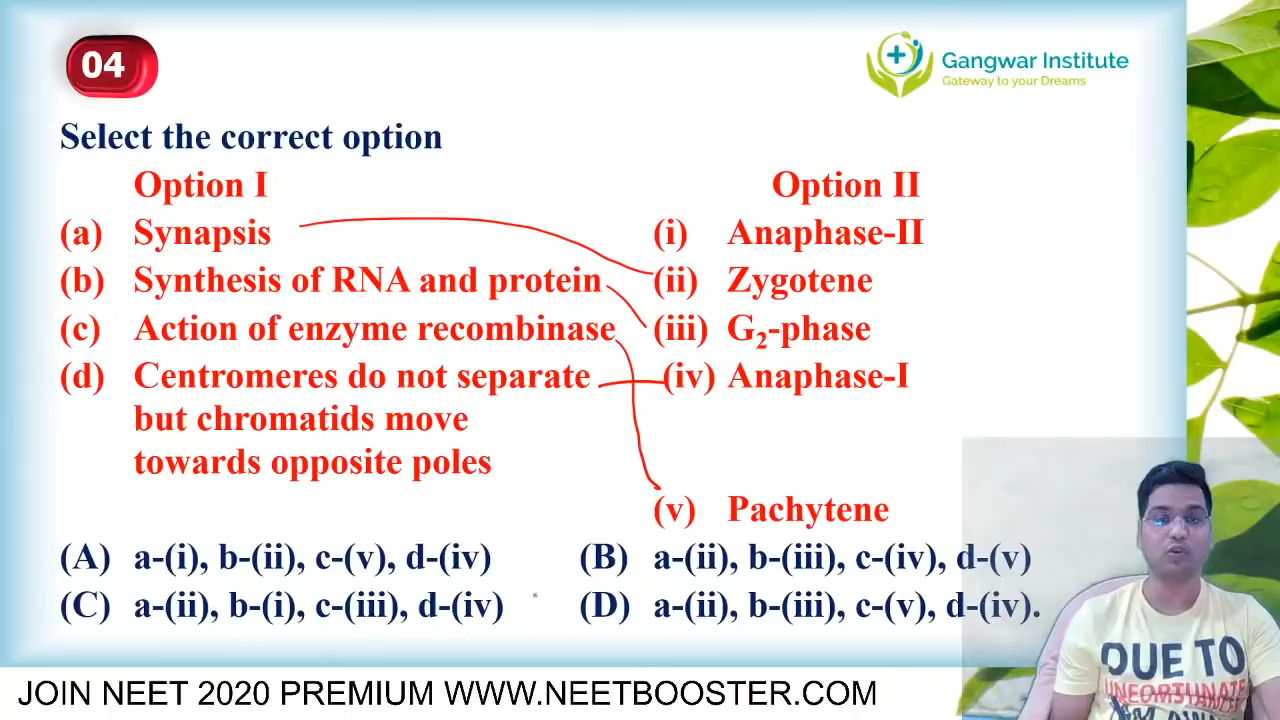 04
Gangwar Institute
Gateway to your Dreams
Select the correct option
Option I Option II
(a) Synapsis (i) Anaphase-II
(b) Synthesis of RNA and protein (ii) Zygotene
(c) Action of enzyme recombinase (iii) G₂-phase
(d) Centromeres do not separate (iv) Anaphase-I
but chromatids move
towards opposite poles
(v) Pachytene
(A) a-(i), b-(ii), c-(v), d-(iv) (B) a-(ii), b-(iii), c-(iv), d-(v)
(C) a-(ii), b-(i), c-(iii), d-(iv) (D) a-(ii), b-(iii), c-(v), d-(iv).
DUE TO
JOIN NEET 2020 PREMIUM WWW.NEETBOOSTER.COM